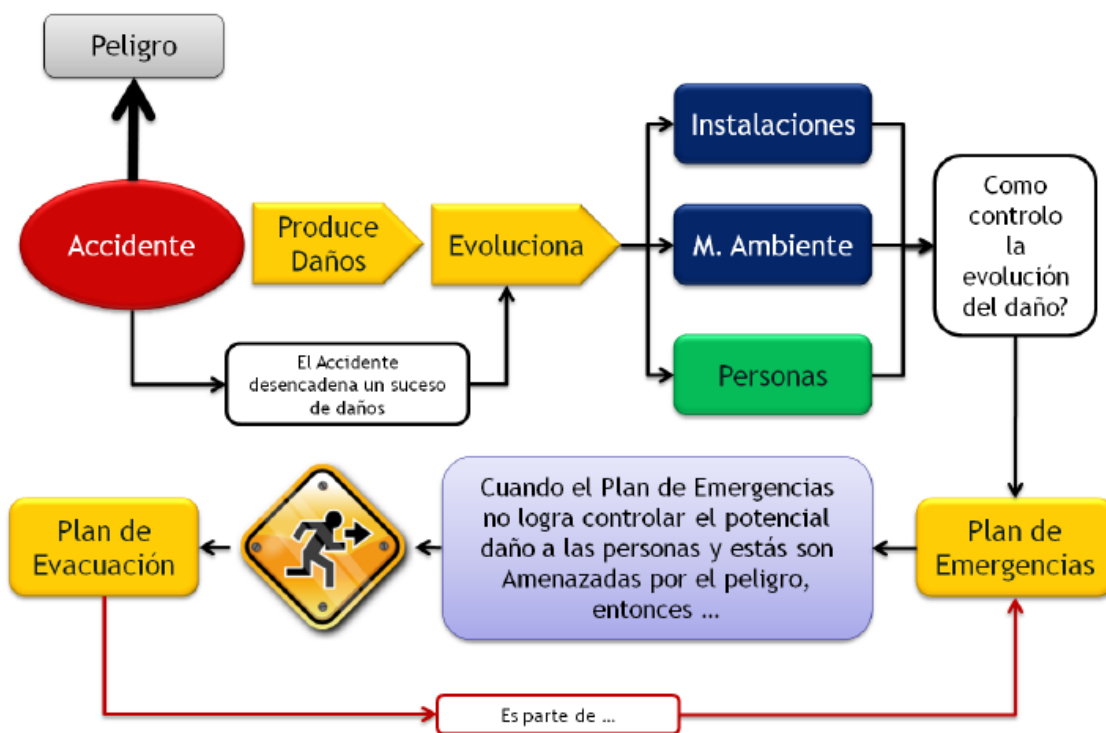 Peligro
Accidente
Produce
Daños
Evoluciona
Instalaciones
M. Ambiente
Personas
Como
controlo
la
evolución
del daño?
El Accidente
desencadena un suceso
de daños
Plan de
Evacuación
Cuando el Plan de Emergencias
no logra controlar el potencial
daño a las personas y estás son
Amenazadas por el peligro,
entonces ...
Plan de
Emergencias
Es parte de ...